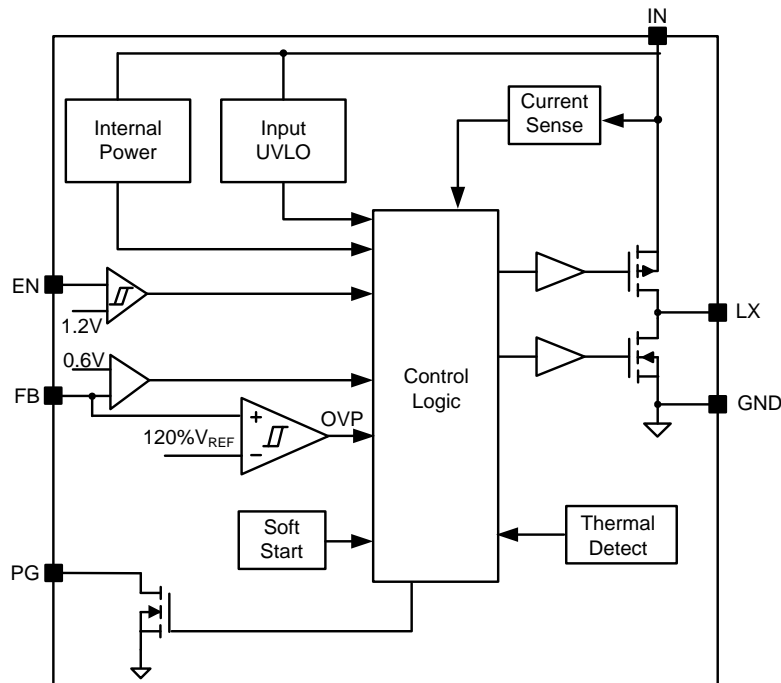 IN
Internal
Power
Input
UVLO
Current
Sense
EN
1.2V
0.6V
FB
+
OVP
120%VREF
−
Control
Logic
LX
GND
Soft
Start
Thermal
Detect
PG